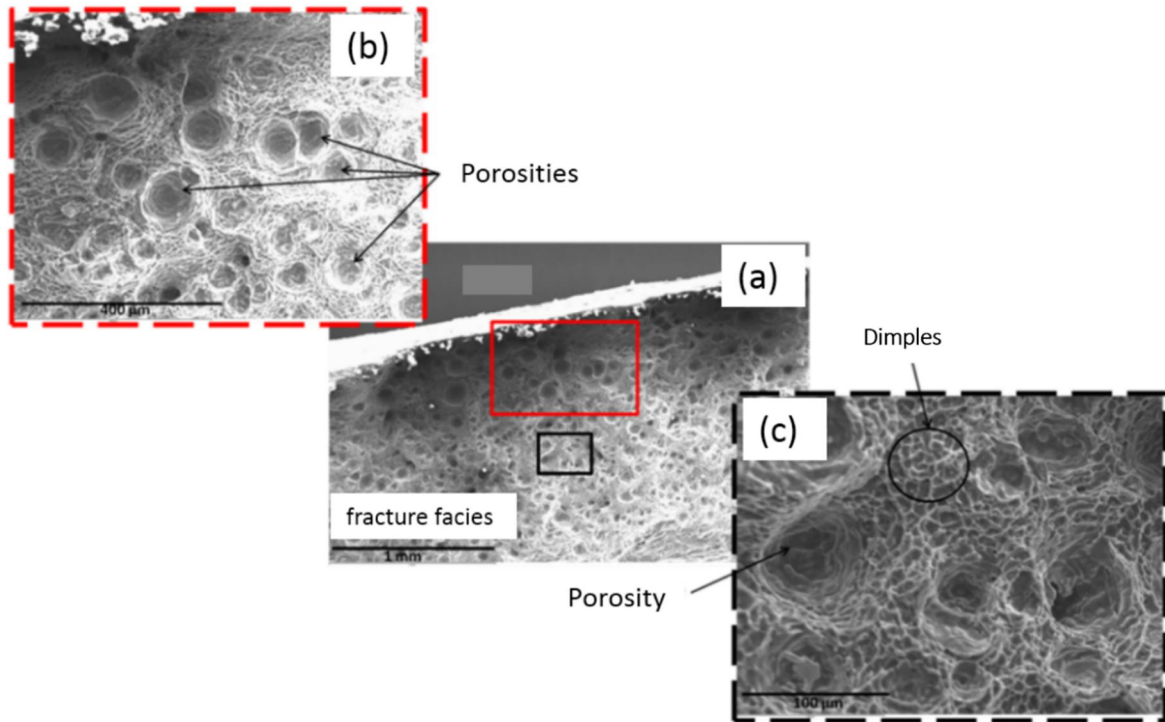 (b)
Porosities
400 µm
(a)
Dimples
(c)
fracture facies
1 mm
Porosity
100 µm